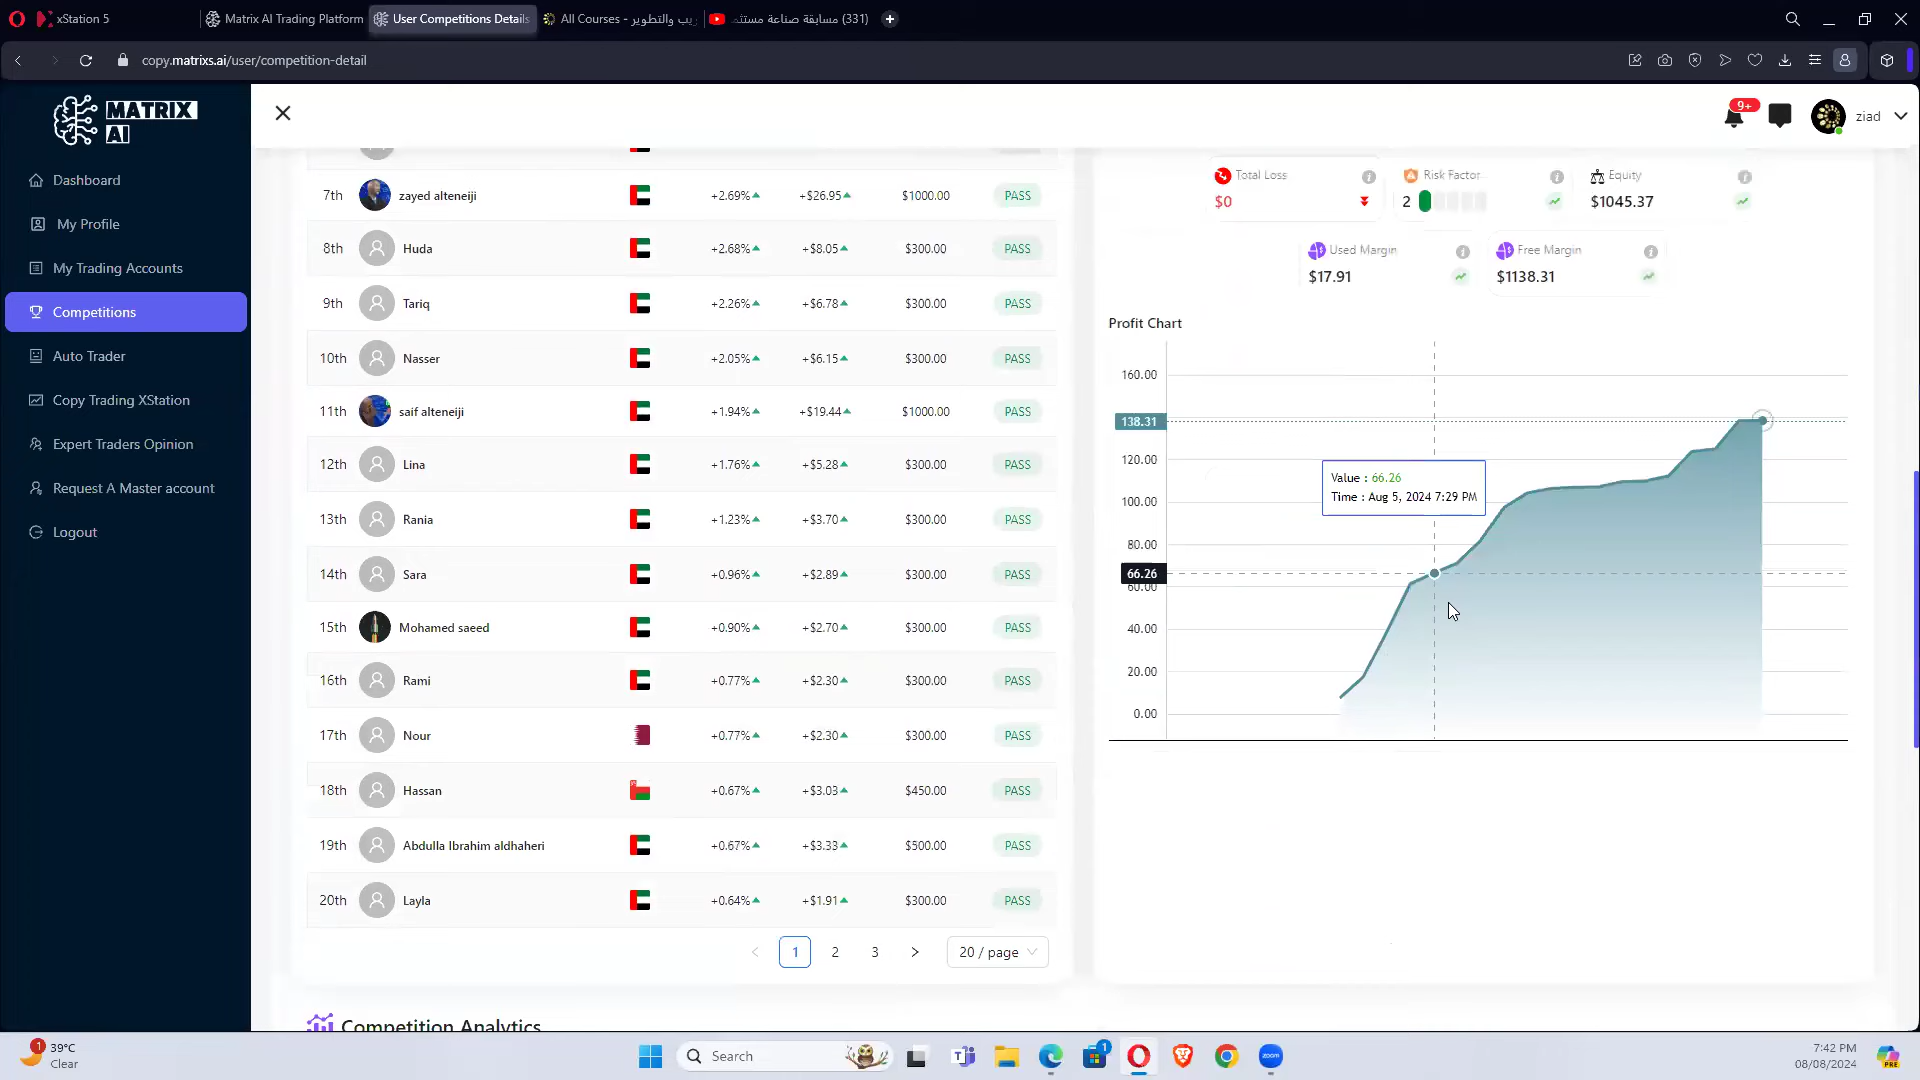 xStation 5
Matrix AI Trading Platform
User Competitions Details
All Courses - ريب والتطوير
(331) مسابقة صناعة مستثم
copy.matrixs.ai/user/competition-detail
MATRIX
AI
9+
ziad
Dashboard
My Profile
My Trading Accounts
Competitions
Auto Trader
Copy Trading XStation
Expert Traders Opinion
Request A Master account
Logout
7th zayed alteneiji +2.69% +$26.95 $1000.00 PASS
8th Huda +2.68% +$8.05 $300.00 PASS
9th Tariq +2.26% +$6.78 $300.00 PASS
10th Nasser +2.05% +$6.15 $300.00 PASS
11th saif alteneiji +1.94% +$19.44 $1000.00 PASS
12th Lina +1.76% +$5.28 $300.00 PASS
13th Rania +1.23% +$3.70 $300.00 PASS
14th Sara +0.96% +$2.89 $300.00 PASS
15th Mohamed saeed +0.90% +$2.70 $300.00 PASS
16th Rami +0.77% +$2.30 $300.00 PASS
17th Nour +0.77% +$2.30 $300.00 PASS
18th Hassan +0.67% +$3.03 $450.00 PASS
19th Abdulla Ibrahim aldhaheri +0.67% +$3.33 $500.00 PASS
20th Layla +0.64% +$1.91 $300.00 PASS
< 1 2 3 > 20 / page
Competition Analytics
Total Loss
$0
Risk Factor
2
Equity
$1045.37
Used Margin
$17.91
Free Margin
$1138.31
Profit Chart
160.00
138.31
120.00
100.00
80.00
66.26
60.00
40.00
20.00
0.00
Value : 66.26
Time : Aug 5, 2024 7:29 PM
1
39°C
Clear
Search
1
zoom
7:42 PM
08/08/2024
PRE